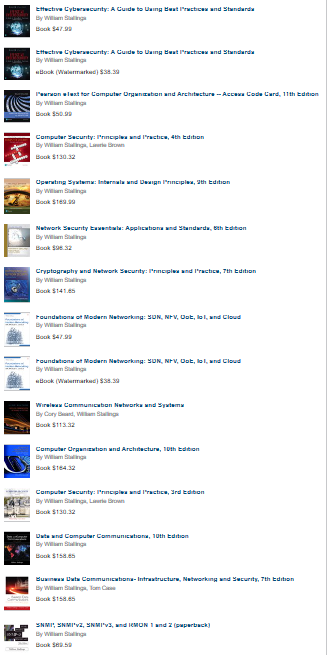 Effective Cybersecurity: A Guide to Using Best Practices and Standards
By William Stallings
Book $47.99
Effective Cybersecurity: A Guide to Using Best Practices and Standards
By William Stallings
eBook (Watermarked) $38.39
Pearson eText for Computer Organization and Architecture -- Access Code Card, 11th Edition
By William Stallings
Book $59.99
Computer Security: Principles and Practice, 4th Edition
By William Stallings, Lawrie Brown
Book $130.32
Operating Systems: Internals and Design Principles, 9th Edition
By William Stallings
Book $169.99
Network Security Essentials: Applications and Standards, 6th Edition
By William Stallings
Book $96.32
Cryptography and Network Security: Principles and Practice, 7th Edition
By William Stallings
Book $141.65
Foundations of Modern Networking: SDN, NFV, QoE, IoT, and Cloud
By William Stallings
Book $47.99
Foundations of Modern Networking: SDN, NFV, QoE, IoT, and Cloud
By William Stallings
eBook (Watermarked) $38.39
Wireless Communication Networks and Systems
By Cory Beard, William Stallings
Book $113.32
Computer Organization and Architecture, 10th Edition
By William Stallings
Book $164.32
Computer Security: Principles and Practice, 3rd Edition
By William Stallings, Lawrie Brown
Book $130.32
Data and Computer Communications, 10th Edition
By William Stallings
Book $158.65
Business Data Communications- Infrastructure, Networking and Security, 7th Edition
By William Stallings, Tom Case
Book $158.65
SNMP, SNMPv2, SNMPv3, and RMON 1 and 2 (paperback)
By William Stallings
Book $69.59